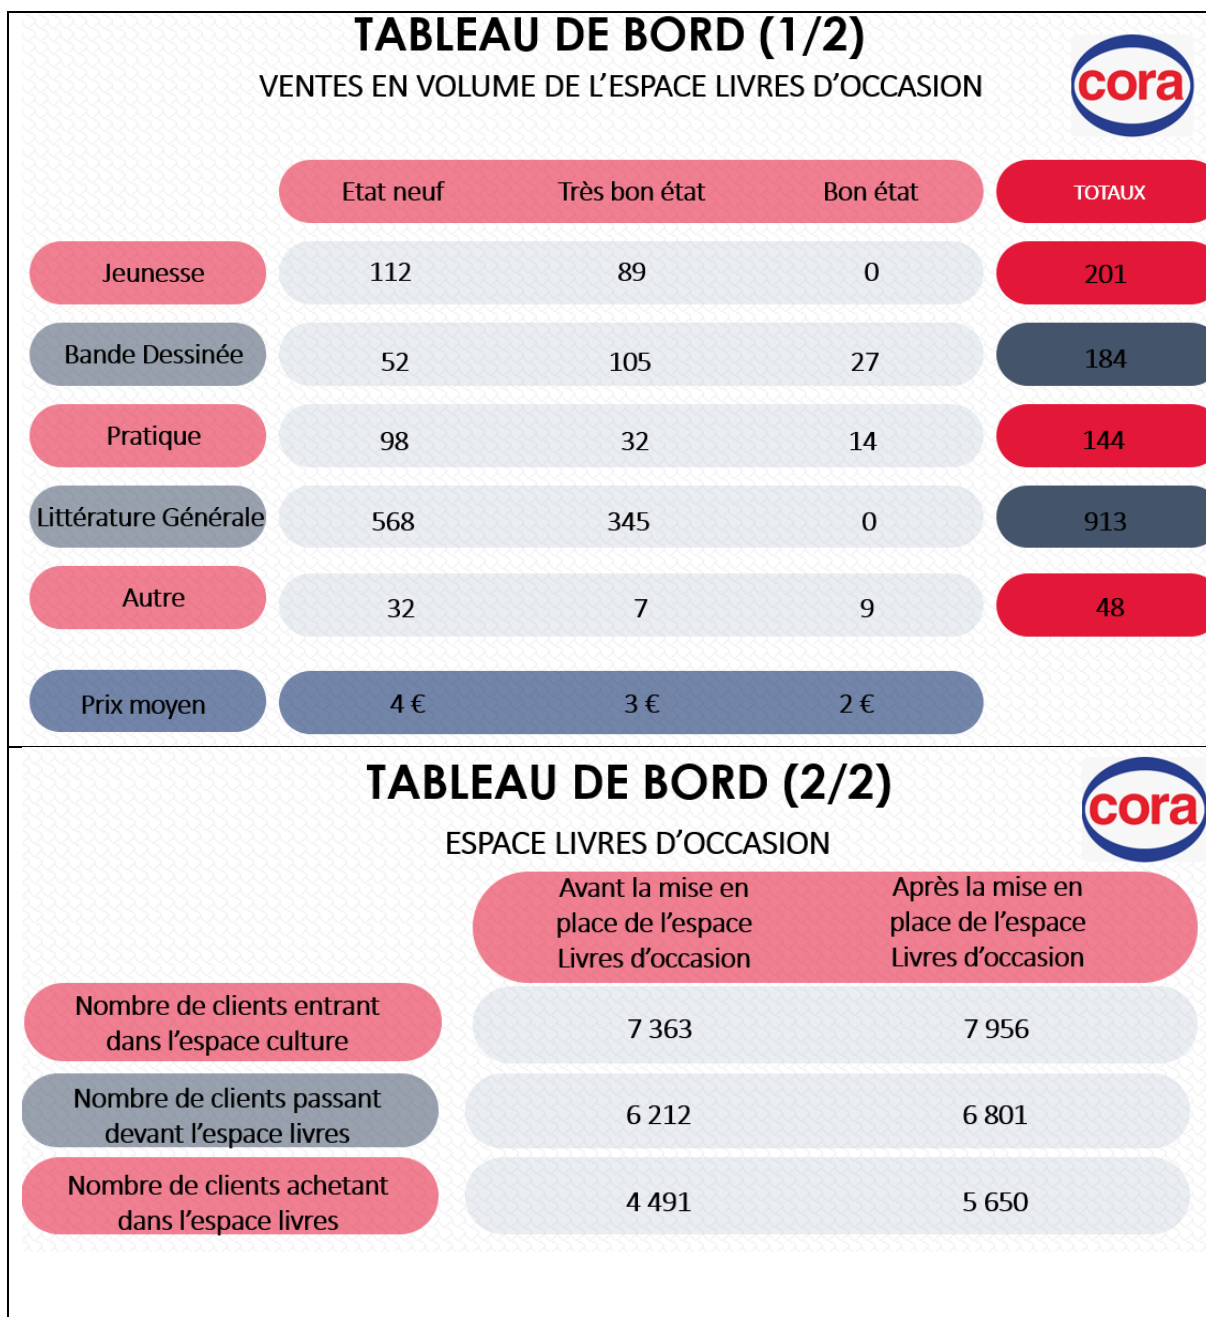 TABLEAU DE BORD (1/2)
VENTES EN VOLUME DE L'ESPACE LIVRES D'OCCASION
cora
Etat neuf Très bon état Bon état TOTAUX
Jeunesse 112 89 0 201
Bande Dessinée 52 105 27 184
Pratique 98 32 14 144
Littérature Générale 568 345 0 913
Autre 32 7 9 48
Prix moyen 4 € 3 € 2 €
TABLEAU DE BORD (2/2)
cora
ESPACE LIVRES D'OCCASION
Avant la mise en
place de l'espace
Livres d'occasion
Après la mise en
place de l'espace
Livres d'occasion
Nombre de clients entrant
dans l'espace culture
7 363 7 956
Nombre de clients passant
devant l'espace livres
6 212 6 801
Nombre de clients achetant
dans l'espace livres
4 491 5 650